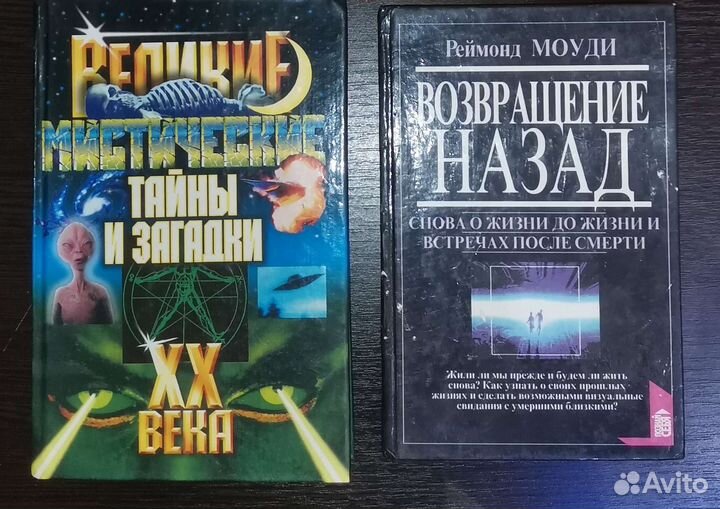 ВЕЛИКИЕ
МИСТИЧЕСКИЕ
ТАЙНЫ
И ЗАГАДКИ
XX
ВЕКА
Реймонд МОУДИ
ВОЗВРАЩЕНИЕ
НАЗАД
СНОВА О ЖИЗНИ ДО ЖИЗНИ И
ВСТРЕЧАХ ПОСЛЕ СМЕРТИ
Жили ли мы прежде и будем ли жить
снова? Как узнать о своих прошлых
жизнях и сделать возможными визуальные
свидания с умершими близкими?
Avito